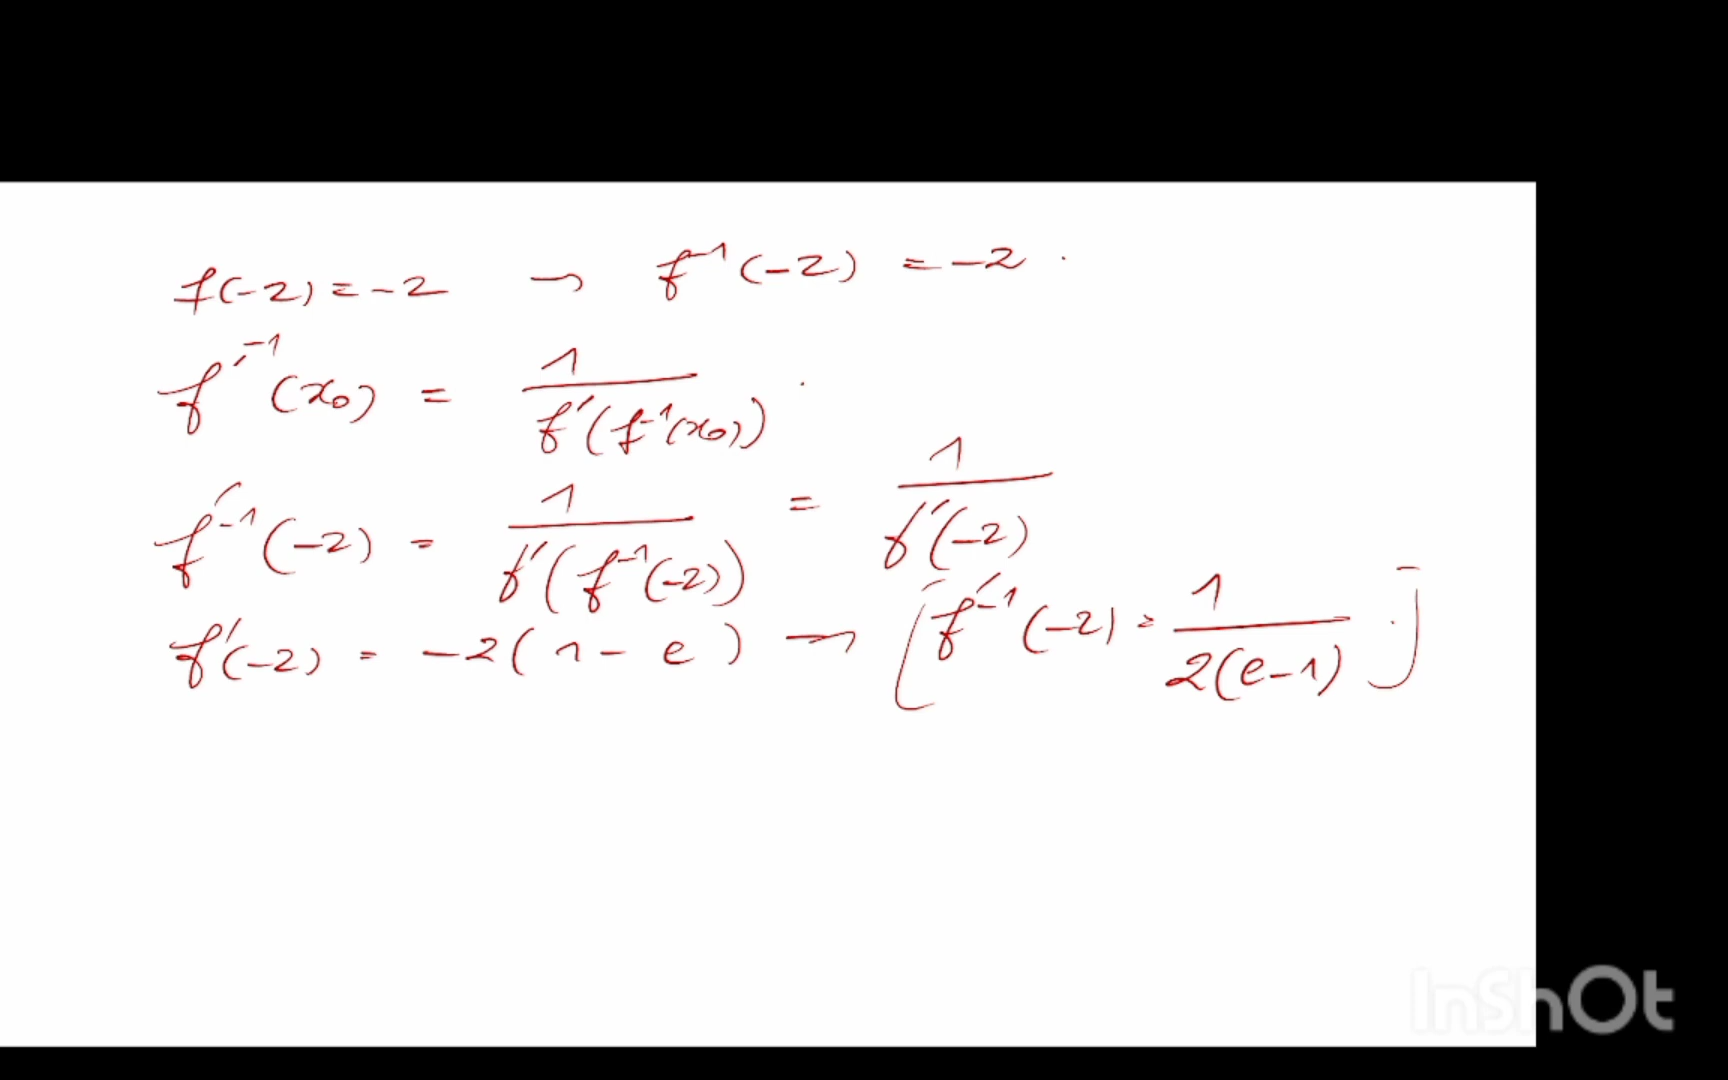 f(-2) = -2 → f⁻¹(-2) = -2 .
f'⁻¹(x₀) = 1 / f'(f⁻¹(x₀)) .
f'⁻¹(-2) = 1 / f'(f⁻¹(-2)) = 1 / f'(-2)
f'(-2) = -2(1 - e) → [f'⁻¹(-2) = 1 / 2(e-1) .]
InShOt